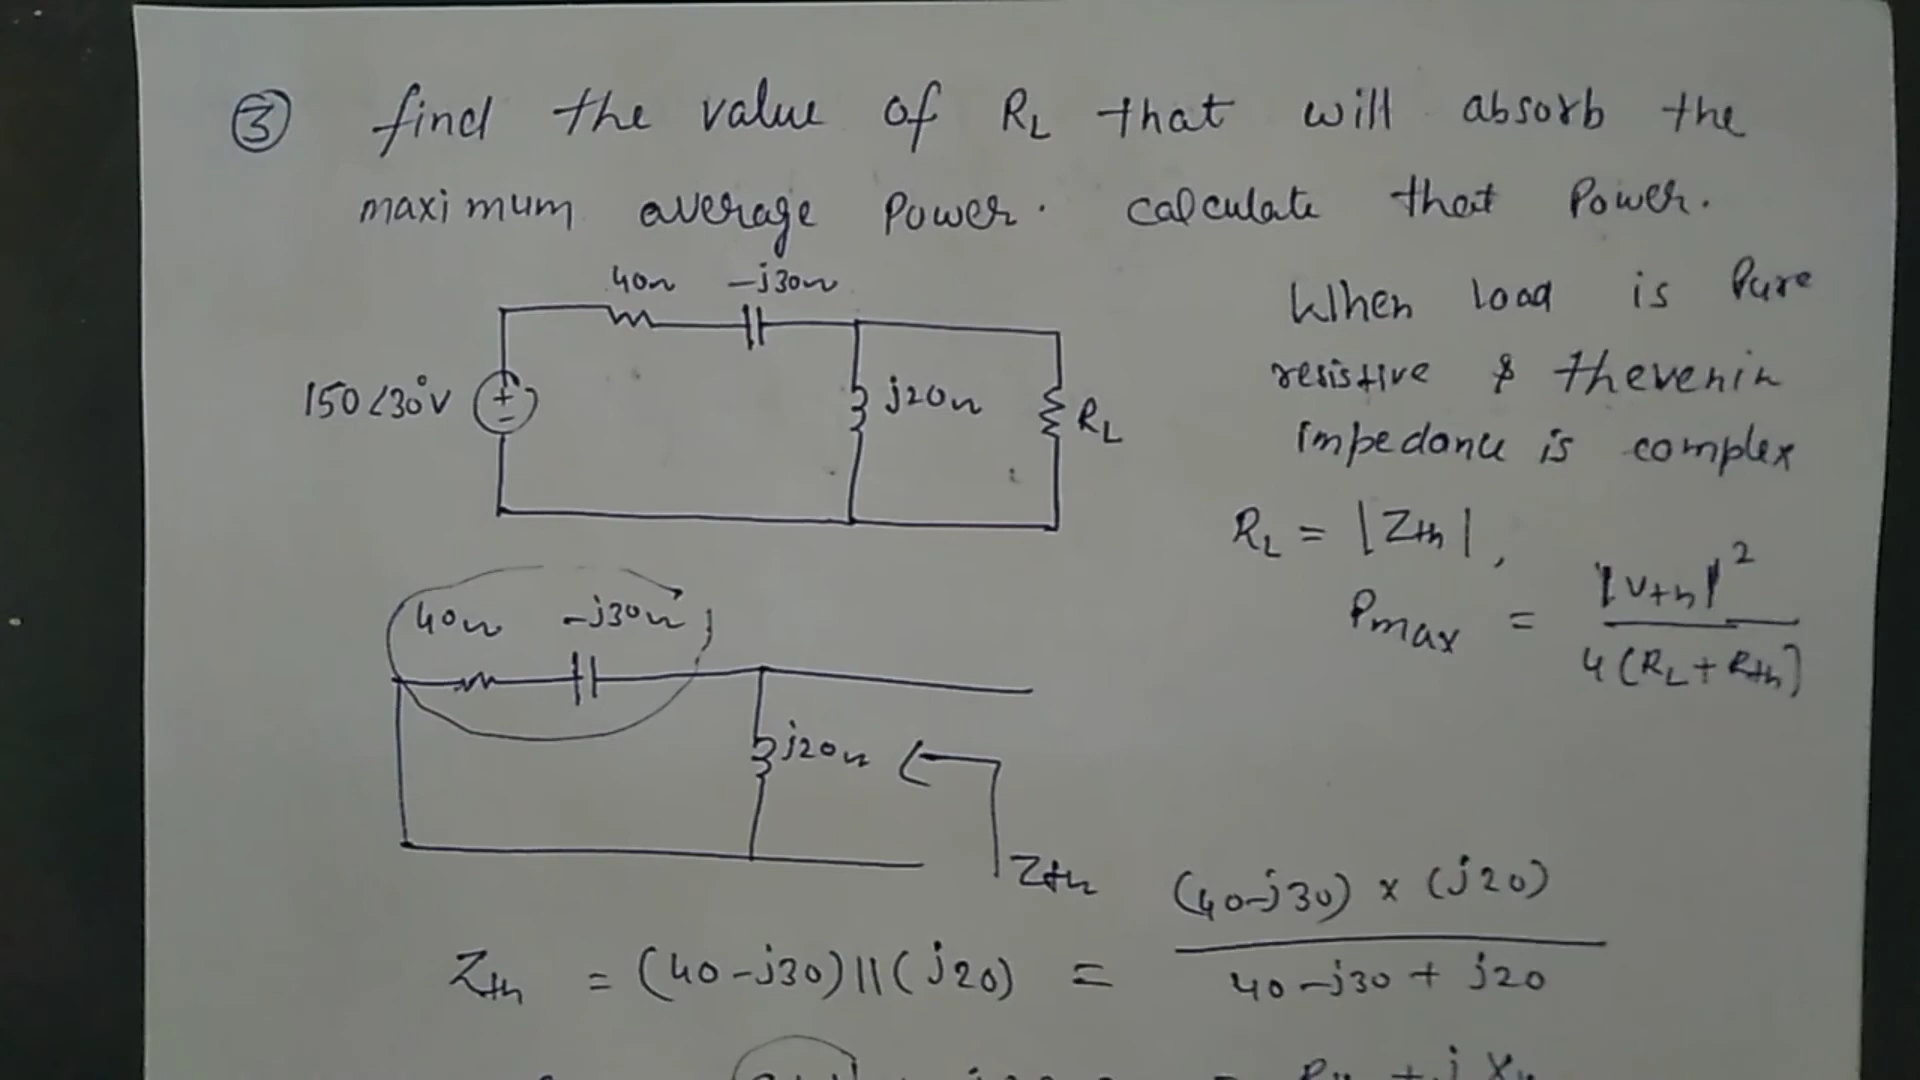 ③ find the value of RL that will absorb the
maximum average Power. calculate that Power.
40Ω -j30Ω
150<30°V
+
-
j20Ω
RL
When load is Pure
resistive & thevenin
impedance is complex
RL = |Zth|,
Pmax = |Vth|² / 4(RL+Rth)
40Ω -j30Ω
j20Ω
Zth
Zth = (40-j30)||(j20) = (40-j30) × (j20) / 40-j30 + j20